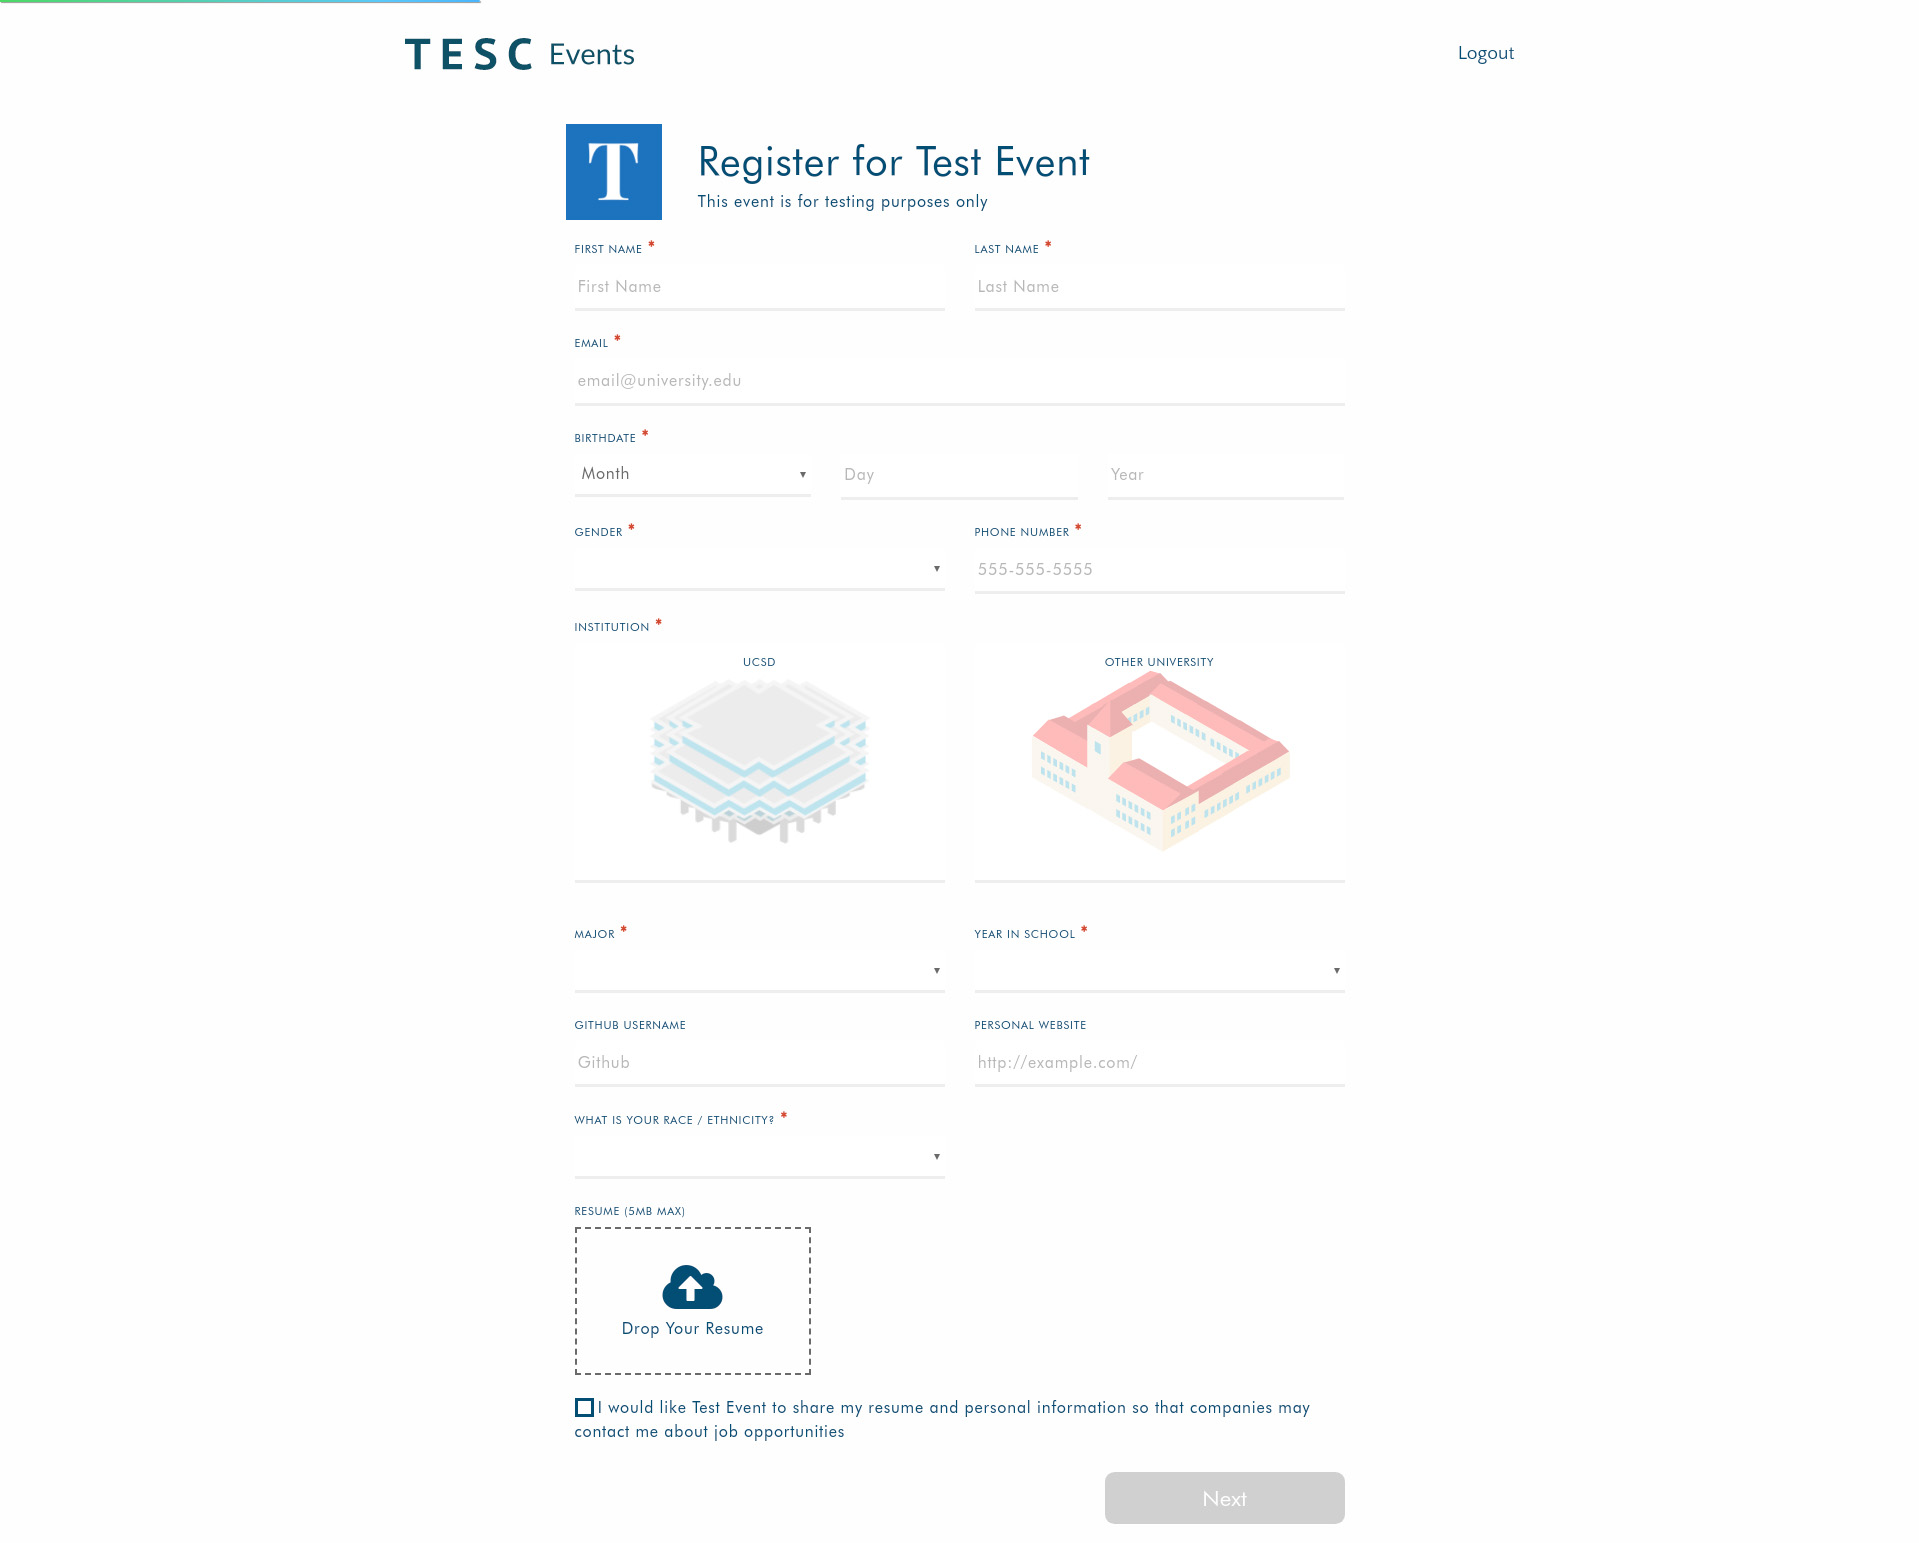 TESC Events
Logout
T
Register for Test Event
This event is for testing purposes only
FIRST NAME *
LAST NAME *
First Name
Last Name
EMAIL *
email@university.edu
BIRTHDATE *
Month
Day
Year
GENDER *
PHONE NUMBER *
555-555-5555
INSTITUTION *
UCSD
OTHER UNIVERSITY
MAJOR *
YEAR IN SCHOOL *
GITHUB USERNAME
PERSONAL WEBSITE
Github
http://example.com/
WHAT IS YOUR RACE / ETHNICITY? *
RESUME (5MB MAX)
Drop Your Resume
I would like Test Event to share my resume and personal information so that companies may
contact me about job opportunities
Next